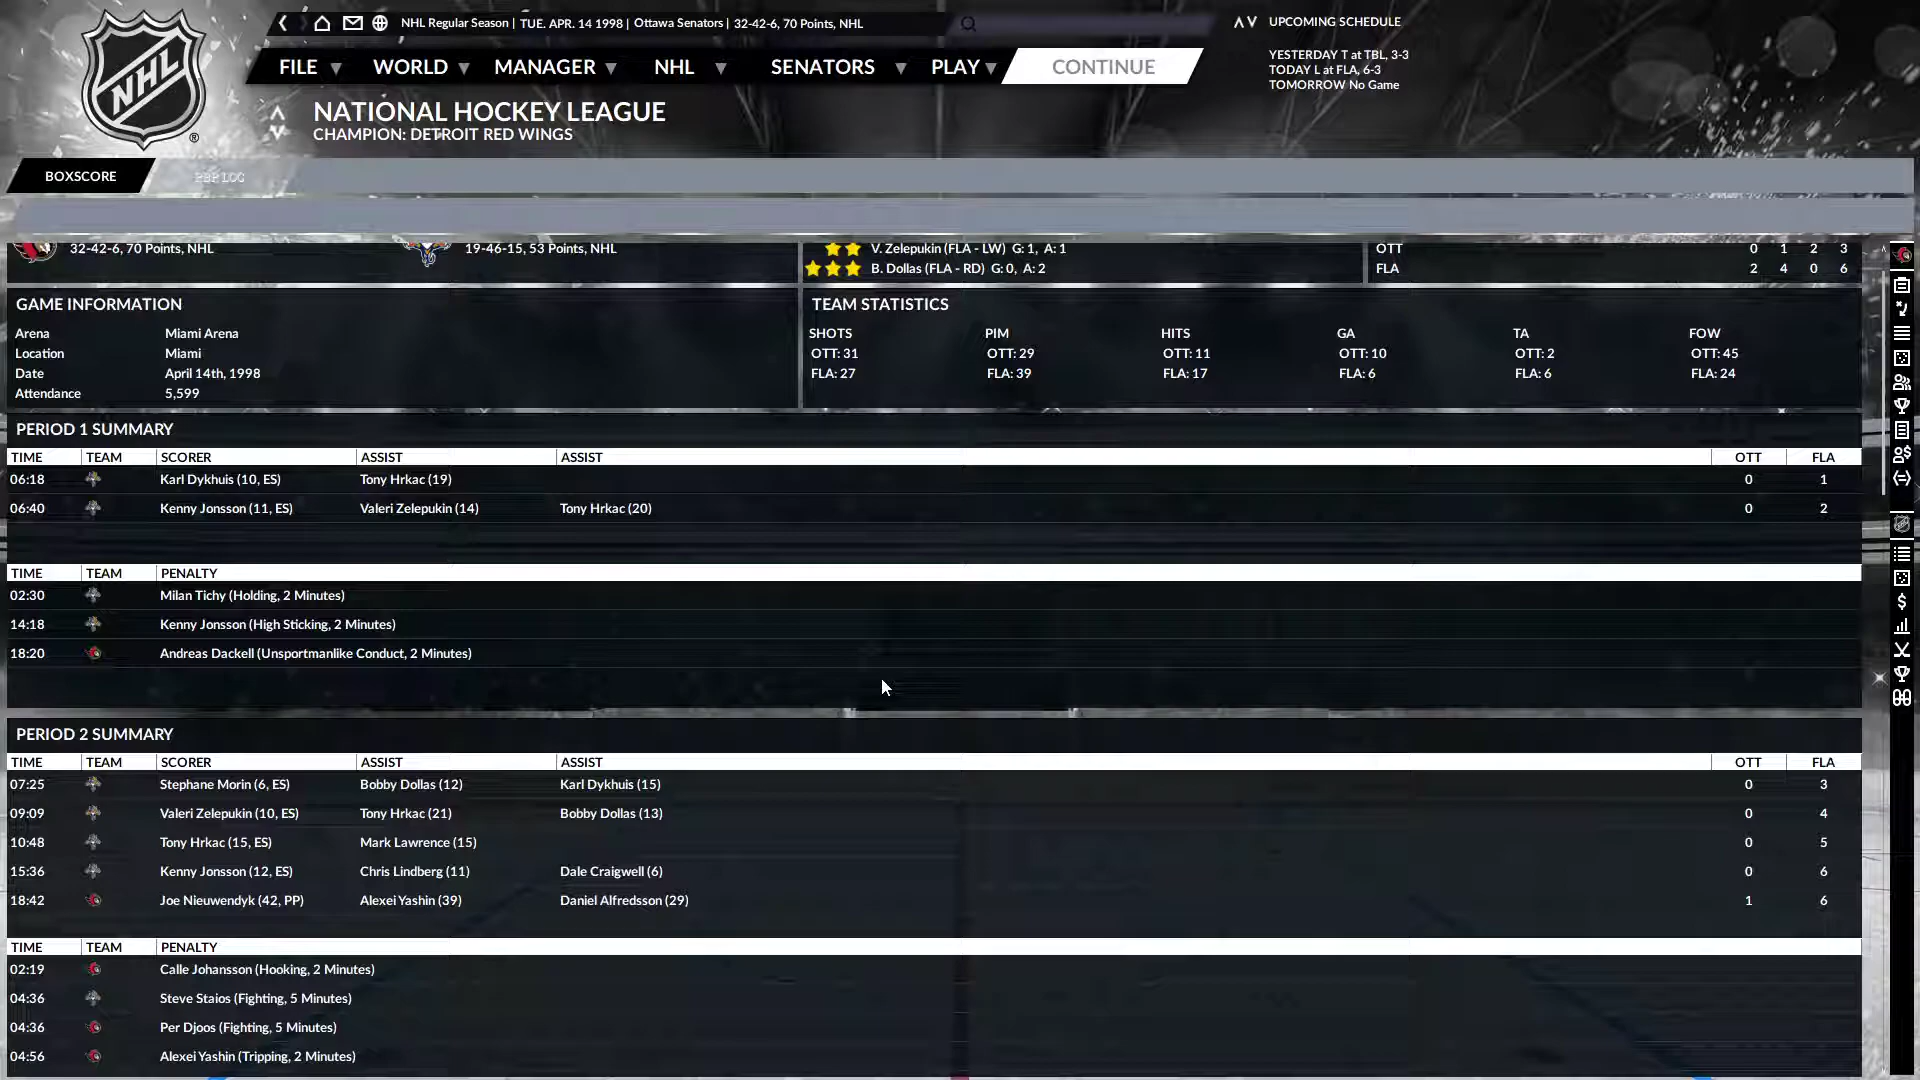 NHL Regular Season | TUE. APR. 14 1998 | Ottawa Senators | 32-42-6, 70 Points, NHL
UPCOMING SCHEDULE
YESTERDAY T at TBL, 3-3
TODAY L at FLA, 6-3
TOMORROW No Game
FILE WORLD MANAGER NHL SENATORS PLAY CONTINUE
NHL
NATIONAL HOCKEY LEAGUE
CHAMPION: DETROIT RED WINGS
BOXSCORE PBP LOG
32-42-6, 70 Points, NHL 19-46-15, 53 Points, NHL
V. Zelepukin (FLA - LW) G: 1, A: 1
B. Dollas (FLA - RD) G: 0, A: 2
OTT 0 1 2 3
FLA 2 4 0 6
GAME INFORMATION
Arena Miami Arena
Location Miami
Date April 14th, 1998
Attendance 5,599
TEAM STATISTICS
SHOTS PIM HITS GA TA FOW
OTT: 31 OTT: 29 OTT: 11 OTT: 10 OTT: 2 OTT: 45
FLA: 27 FLA: 39 FLA: 17 FLA: 6 FLA: 6 FLA: 24
PERIOD 1 SUMMARY
TIME TEAM SCORER ASSIST ASSIST OTT FLA
06:18 Karl Dykhuis (10, ES) Tony Hrkac (19) 0 1
06:40 Kenny Jonsson (11, ES) Valeri Zelepukin (14) Tony Hrkac (20) 0 2
TIME TEAM PENALTY
02:30 Milan Tichy (Holding, 2 Minutes)
14:18 Kenny Jonsson (High Sticking, 2 Minutes)
18:20 Andreas Dackell (Unsportmanlike Conduct, 2 Minutes)
PERIOD 2 SUMMARY
TIME TEAM SCORER ASSIST ASSIST OTT FLA
07:25 Stephane Morin (6, ES) Bobby Dollas (12) Karl Dykhuis (15) 0 3
09:09 Valeri Zelepukin (10, ES) Tony Hrkac (21) Bobby Dollas (13) 0 4
10:48 Tony Hrkac (15, ES) Mark Lawrence (15) 0 5
15:36 Kenny Jonsson (12, ES) Chris Lindberg (11) Dale Craigwell (6) 0 6
18:42 Joe Nieuwendyk (42, PP) Alexei Yashin (39) Daniel Alfredsson (29) 1 6
TIME TEAM PENALTY
02:19 Calle Johansson (Hooking, 2 Minutes)
04:36 Steve Staios (Fighting, 5 Minutes)
04:36 Per Djoos (Fighting, 5 Minutes)
04:56 Alexei Yashin (Tripping, 2 Minutes)